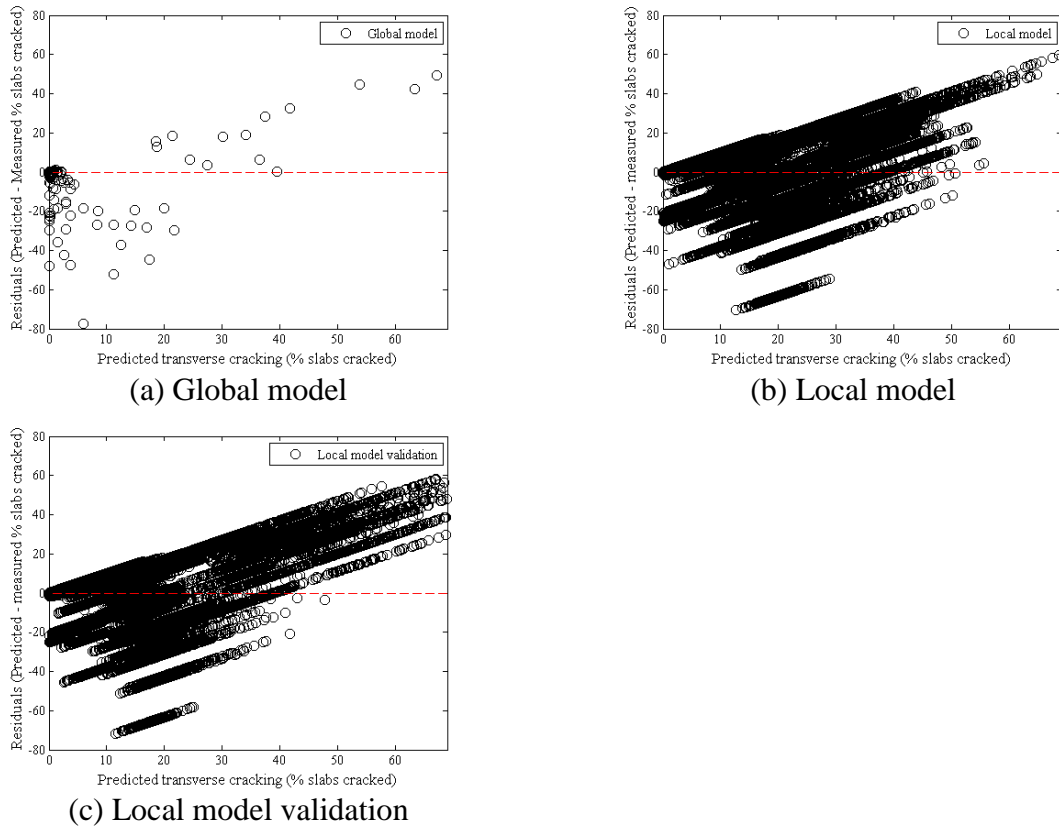 Global model
Residuals (Predicted - Measured % slabs cracked)
80
60
40
20
0
-20
-40
-60
-80
0 10 20 30 40 50 60
Predicted transverse cracking (% slabs cracked)
(a) Global model
Local model
Residuals (Predicted - measured % slabs cracked)
80
60
40
20
0
-20
-40
-60
-80
0 10 20 30 40 50 60
Predicted transverse cracking (% slabs cracked)
(b) Local model
Local model validation
Residuals (Predicted - measured % slabs cracked)
80
60
40
20
0
-20
-40
-60
-80
0 10 20 30 40 50 60
Predicted transverse cracking (% slabs cracked)
(c) Local model validation